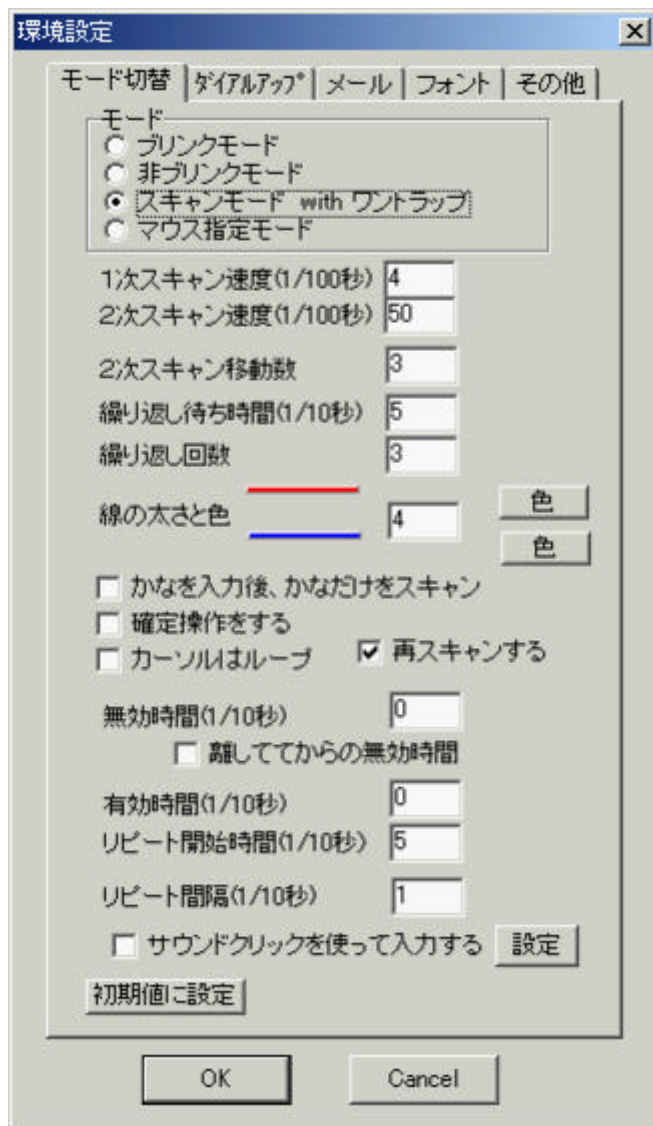 環境設定
モード切替 ﾀﾞｲｱﾙｱｯﾌﾟ メール フォント その他
モード
ブリンクモード
非ブリンクモード
スキャンモード with ワントラップ
マウス指定モード
1次スキャン速度(1/100秒) 4
2次スキャン速度(1/100秒) 50
2次スキャン移動数 3
繰り返し待ち時間(1/10秒) 5
繰り返し回数 3
線の太さと色 4 色
色
かなを入力後、かなだけをスキャン
確定操作をする
カーソルはループ 再スキャンする
無効時間(1/10秒) 0
離しててからの無効時間
有効時間(1/10秒) 0
リピート開始時間(1/10秒) 5
リピート間隔(1/10秒) 1
サウンドクリックを使って入力する 設定
初期値に設定
OK Cancel